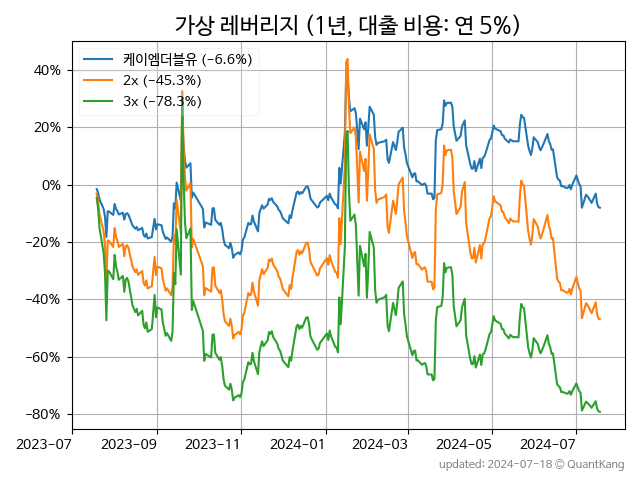 가상 레버리지 (1년, 대출 비용: 연 5%)
케이엠더블유 (−6.6%)
2x (−45.3%)
3x (−78.3%)
40%
20%
0%
−20%
−40%
−60%
−80%
2023-07 2023-09 2023-11 2024-01 2024-03 2024-05 2024-07
updated: 2024-07-18 © QuantKang